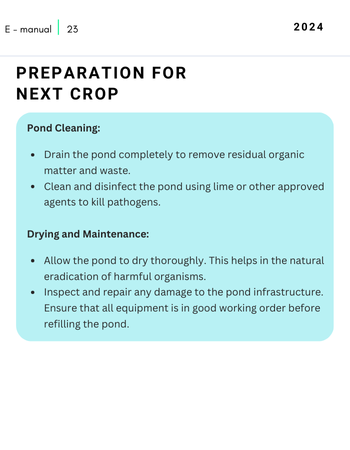 E - manual 23
2024
PREPARATION FOR
NEXT CROP
Pond Cleaning:
• Drain the pond completely to remove residual organic
matter and waste.
• Clean and disinfect the pond using lime or other approved
agents to kill pathogens.
Drying and Maintenance:
• Allow the pond to dry thoroughly. This helps in the natural
eradication of harmful organisms.
• Inspect and repair any damage to the pond infrastructure.
Ensure that all equipment is in good working order before
refilling the pond.